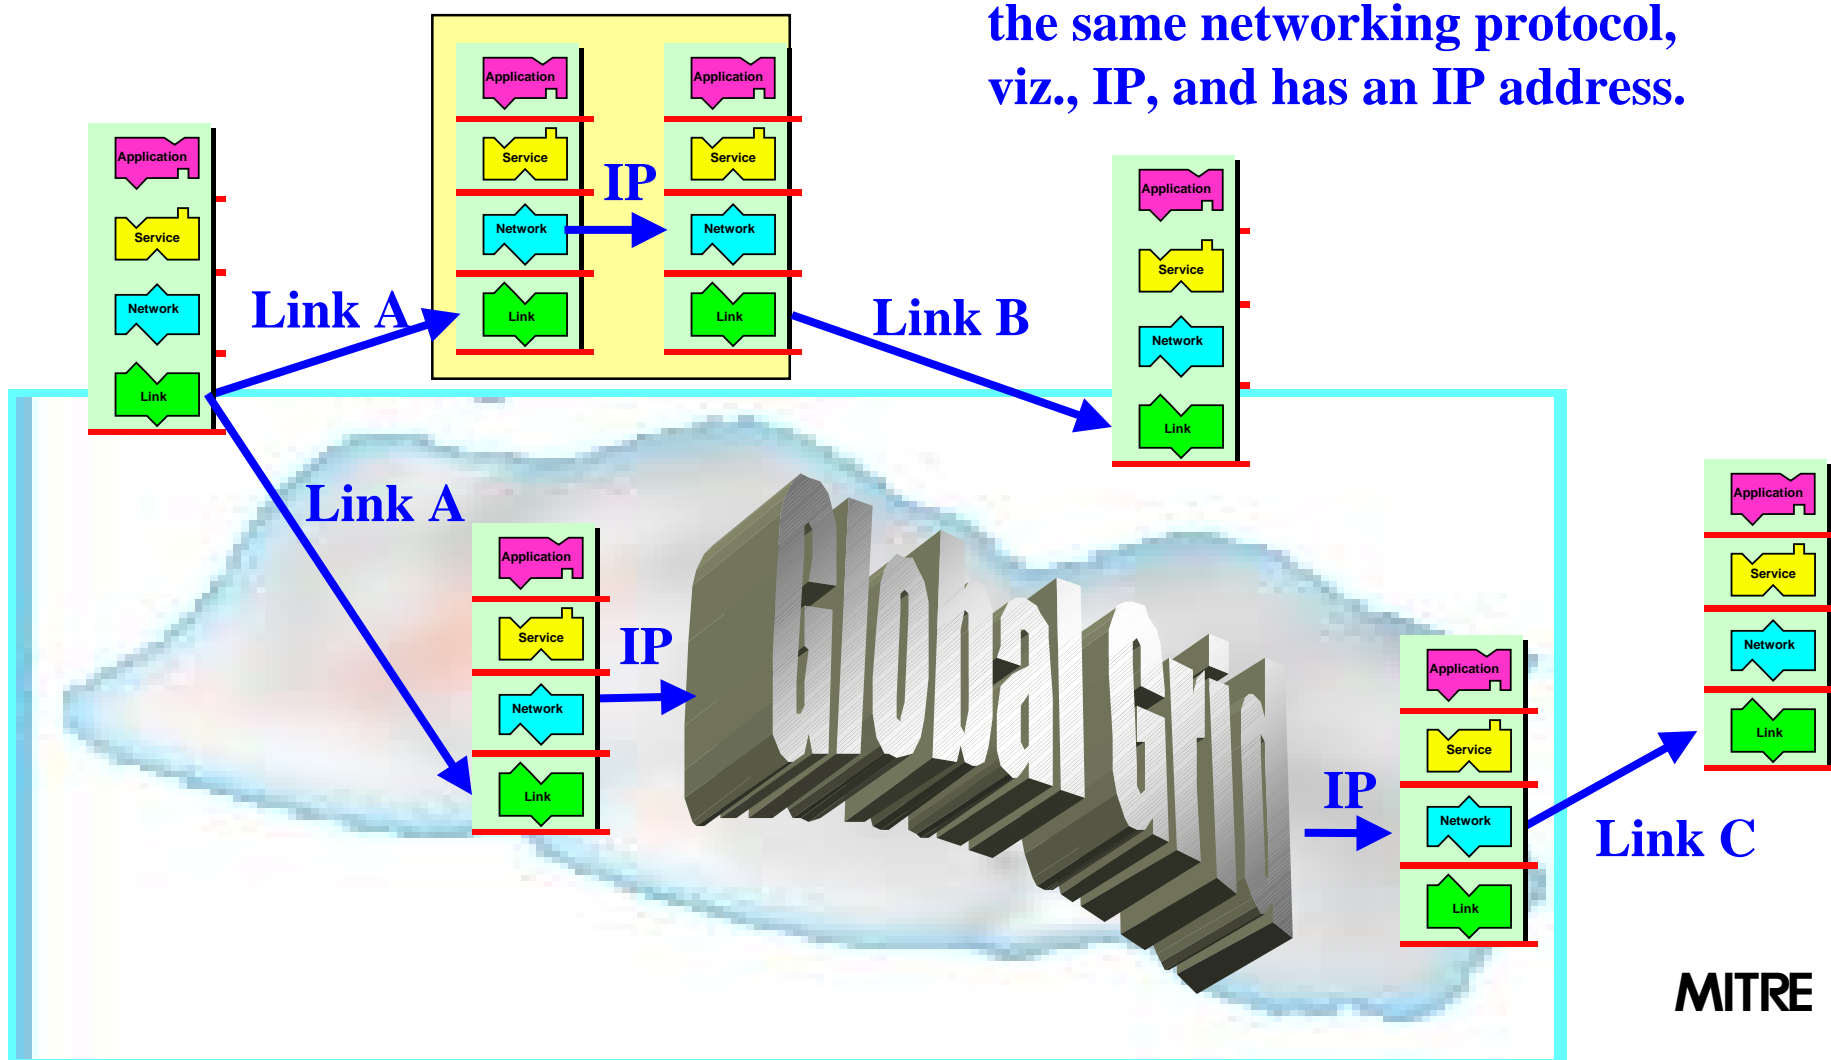 the same networking protocol,
viz., IP, and has an IP address.
Application
Service
Network
Link
Application
Service
Network
Link
IP
Application
Service
Network
Link
Link A
Link B
Application
Service
Network
Link
Link A
Application
Service
Network
Link
IP
Global Grid
IP
Application
Service
Network
Link
Link C
Application
Service
Network
Link
MITRE